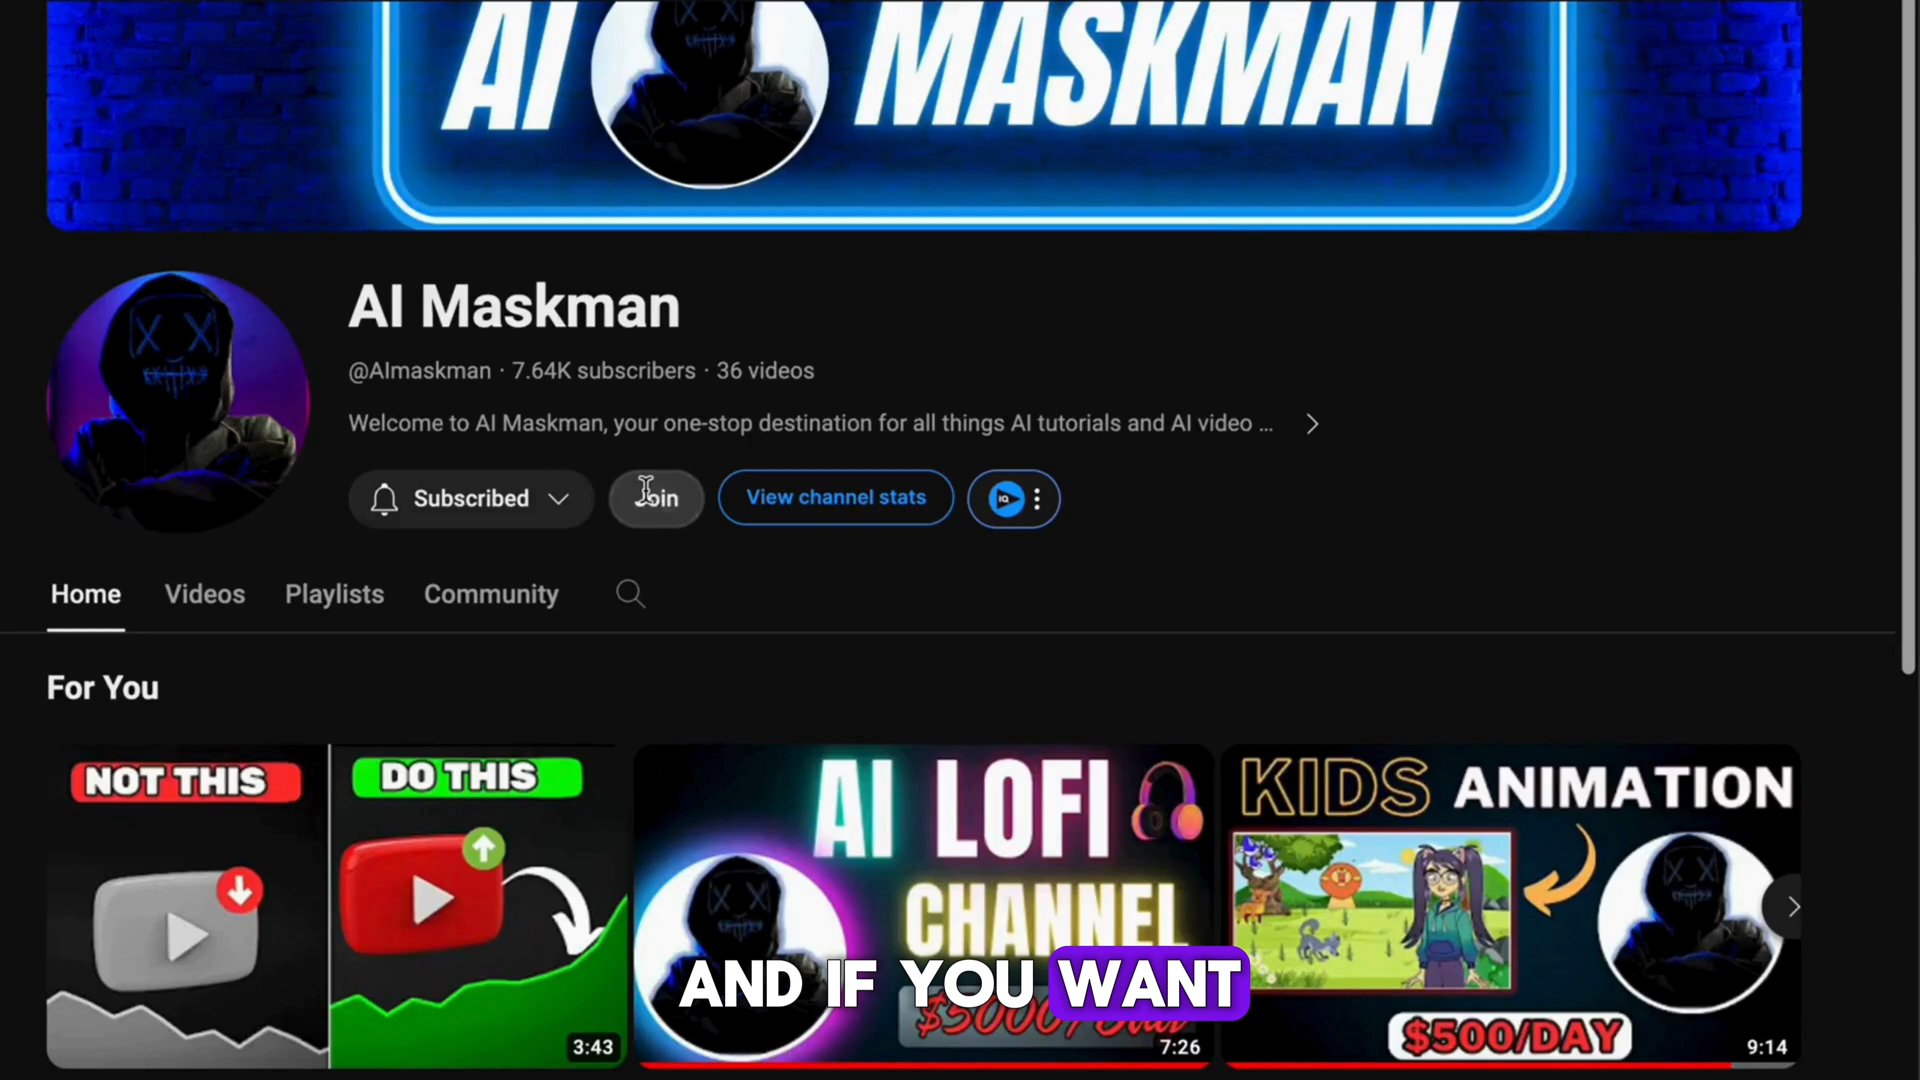 AI MASKMAN
AI Maskman
@AImaskman · 7.64K subscribers · 36 videos
Welcome to AI Maskman, your one-stop destination for all things AI tutorials and AI video ...
Subscribed
Join
View channel stats
IQ
Home
Videos
Playlists
Community
For You
NOT THIS
DO THIS
3:43
AI LOFI
CHANNEL
7:26
KIDS ANIMATION
$500/DAY
9:14
AND IF YOU WANT